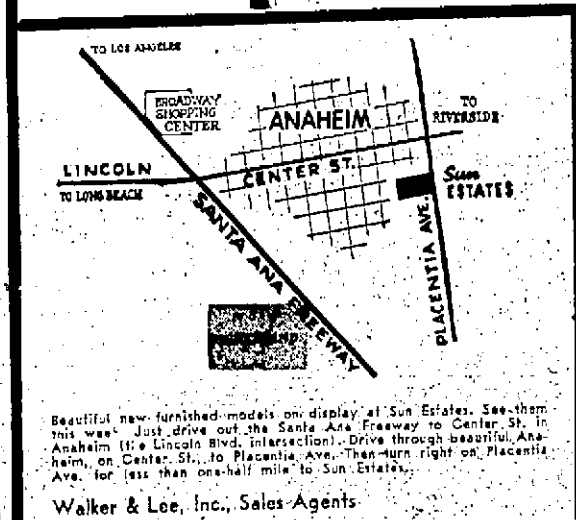 TO LOS ANGELES
BROADWAY
SHOPPING
CENTER
ANAHEIM
TO
RIVERSIDE
LINCOLN
CENTER ST.
TO LONG BEACH
Sun
ESTATES
SANTA ANA FREEWAY
PLACENTIA AVE.
Beautiful new furnished models on display at Sun Estates. See them
this week. Just drive out the Santa Ana Freeway to Center St. in
Anaheim (the Lincoln Blvd. intersection). Drive through beautiful Ana-
heim, on Center St., to Placentia Ave. Then turn right on Placentia
Ave. for less than one-half mile to Sun Estates.
Walker & Lee, Inc., Sales Agents